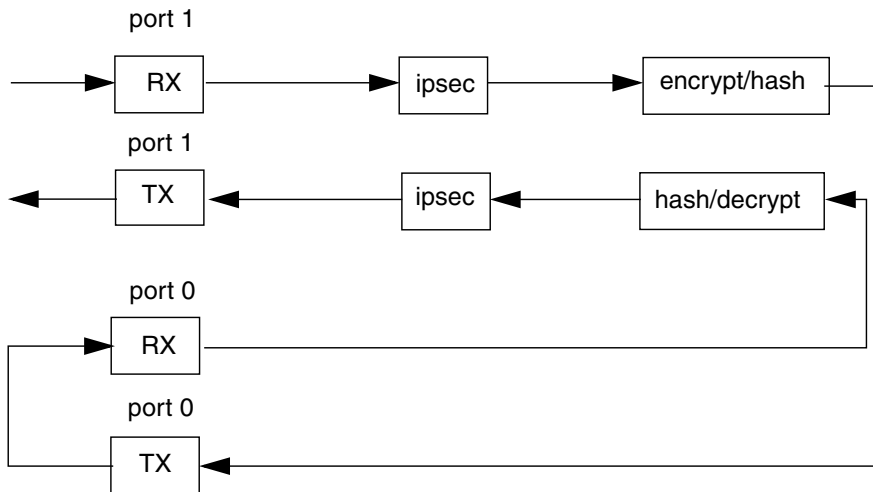 port 1
RX
ipsec
encrypt/hash
port 1
TX
ipsec
hash/decrypt
port 0
RX
port 0
TX